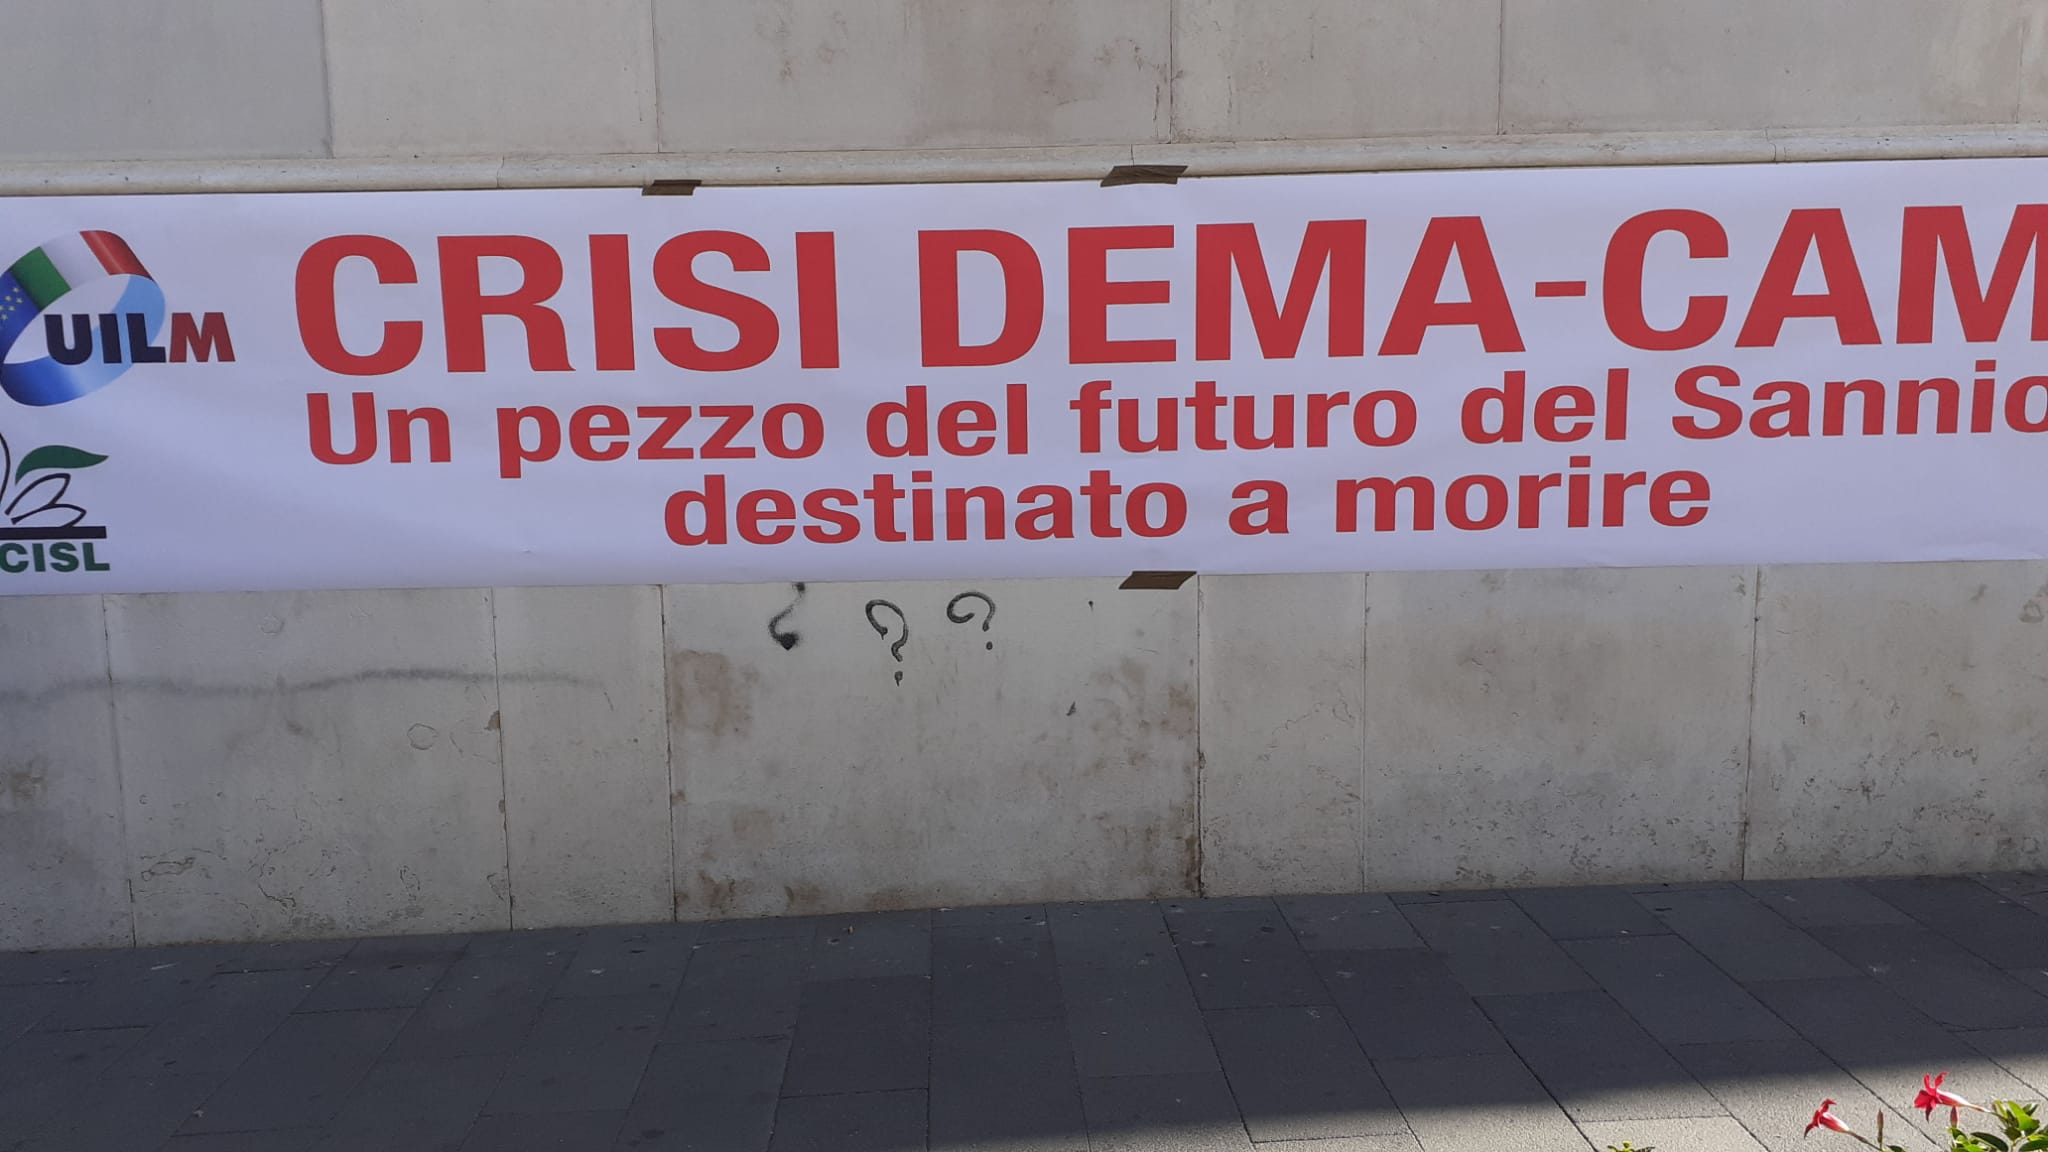 UILM
CRISI DEMA-CAM
Un pezzo del futuro del Sannio
destinato a morire
CISL
? ? ?